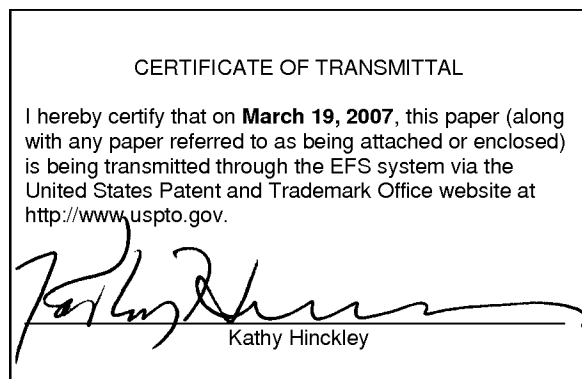 CERTIFICATE OF TRANSMITTAL
I hereby certify that on March 19, 2007, this paper (along
with any paper referred to as being attached or enclosed)
is being transmitted through the EFS system via the
United States Patent and Trademark Office website at
http://www.uspto.gov.
Kathy Hinckley
Kathy Hinckley